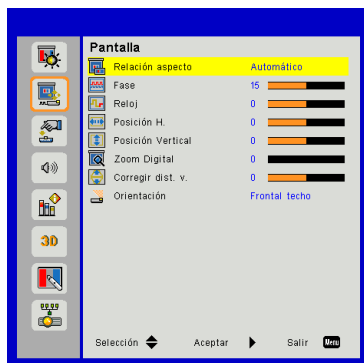 Pantalla
Relación aspecto Automático
Fase 15
Reloj 0
Posición H. 0
Posición Vertical 0
Zoom Digital 0
Corregir dist. v. 0
Orientación Frontal techo
3D
Selección Aceptar Salir Menu